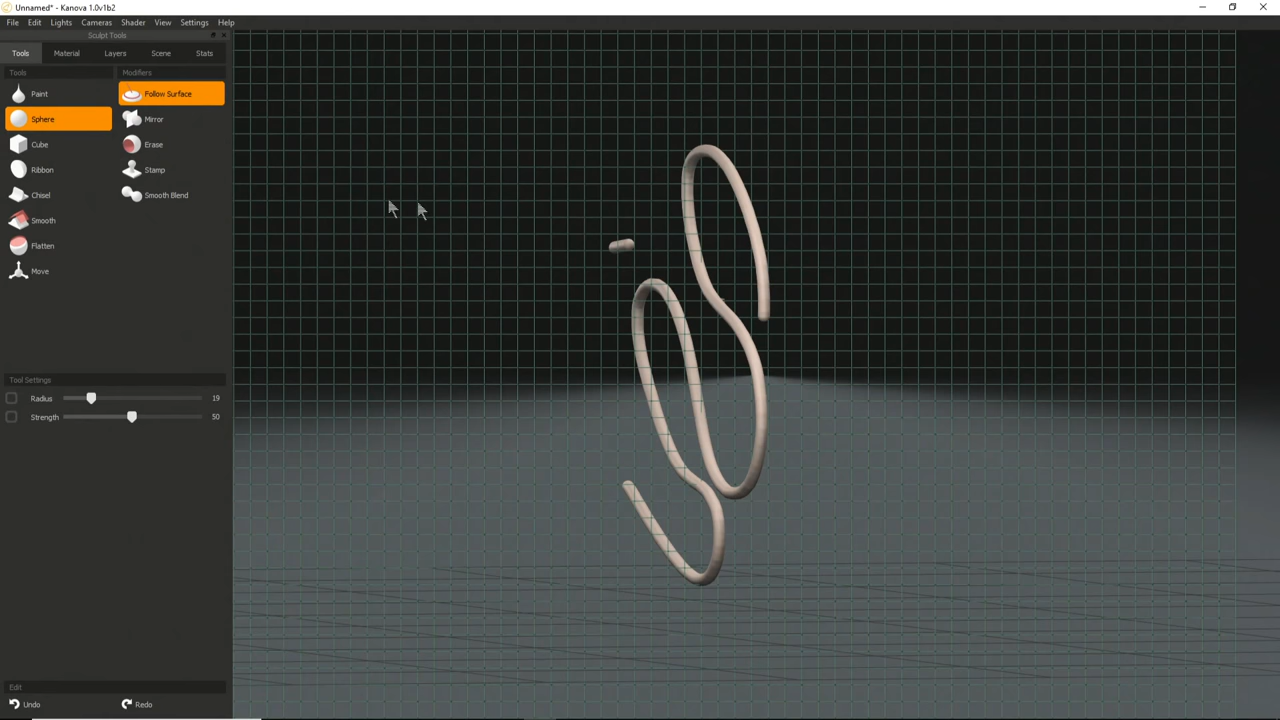 Unnamed* - Kanova 1.0v1b2
File Edit Lights Cameras Shader View Settings Help
Sculpt Tools
Tools Material Layers Scene Stats
Tools Modifiers
Paint Follow Surface
Sphere Mirror
Cube Erase
Ribbon Stamp
Chisel Smooth Blend
Smooth
Flatten
Move
Tool Settings
Radius 19
Strength 50
Edit
Undo Redo